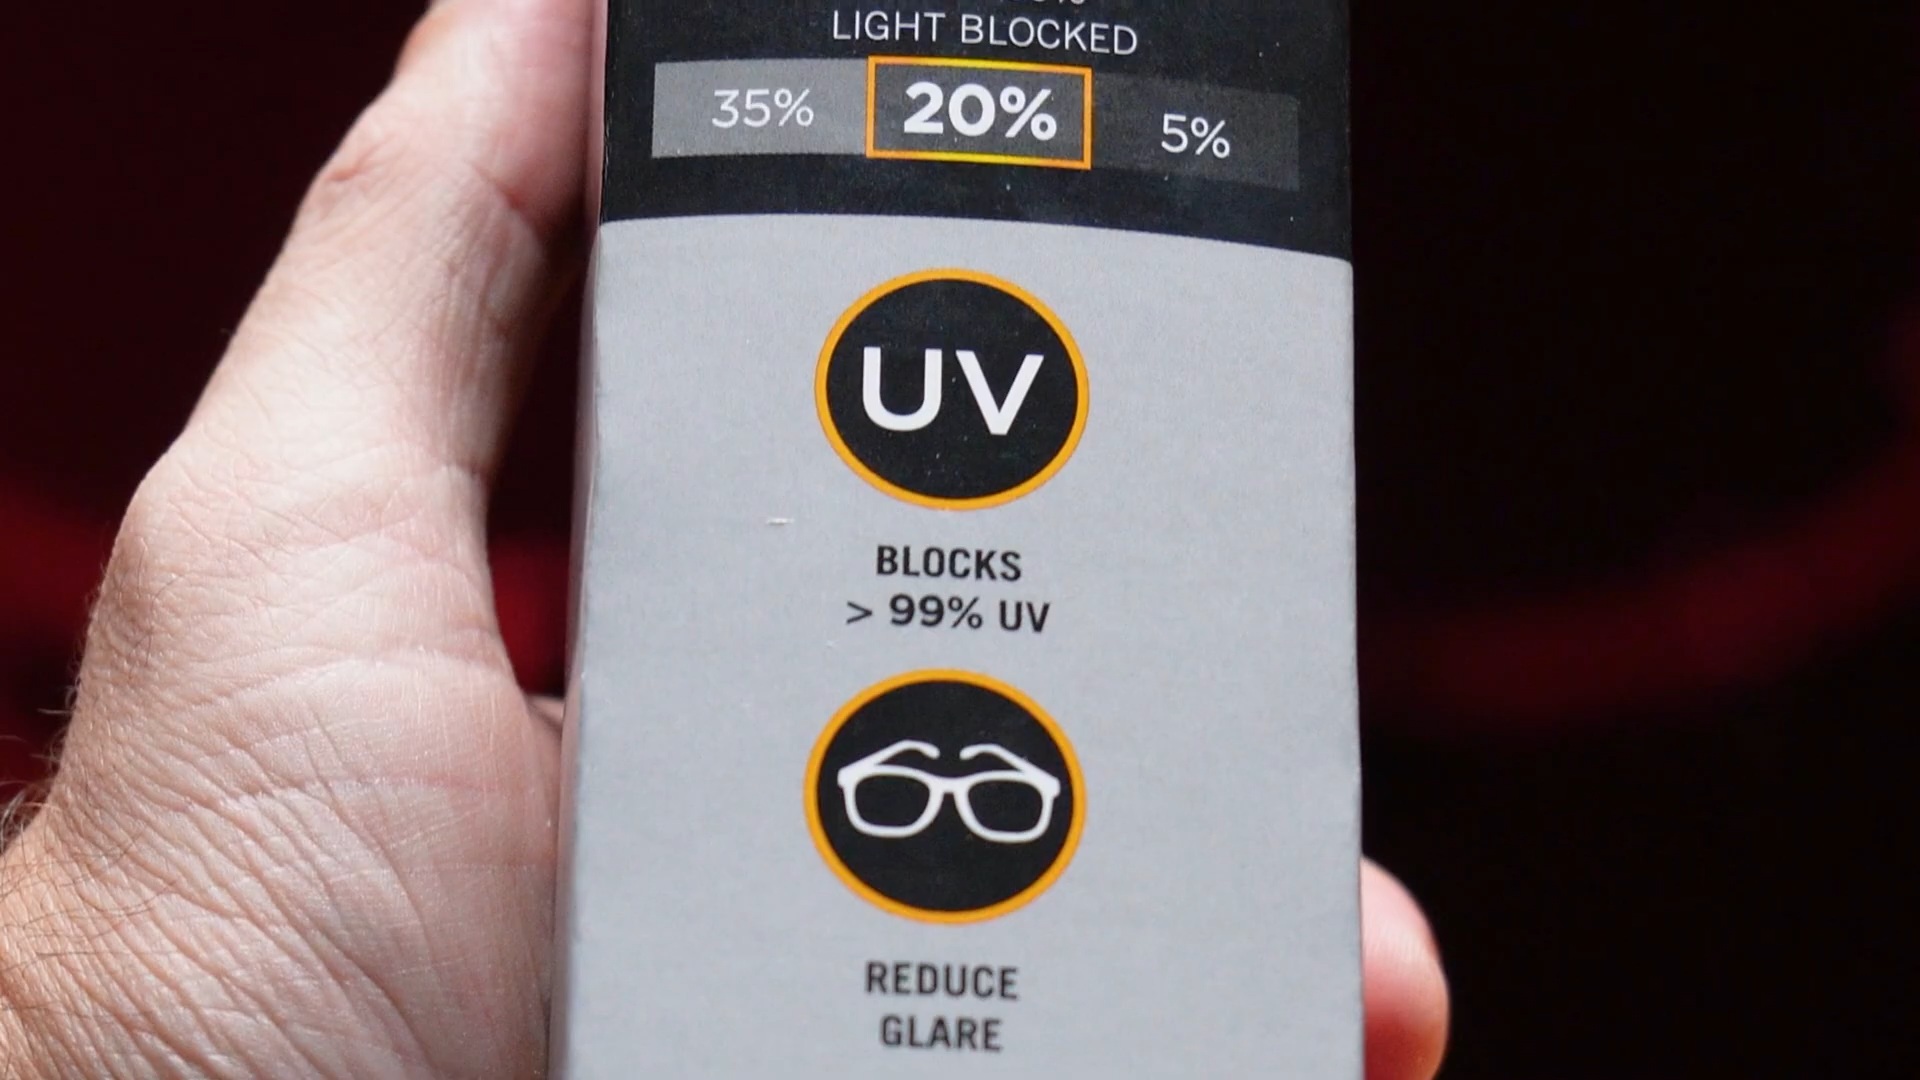 LIGHT BLOCKED
35% 20% 5%
UV
BLOCKS
> 99% UV
REDUCE
GLARE